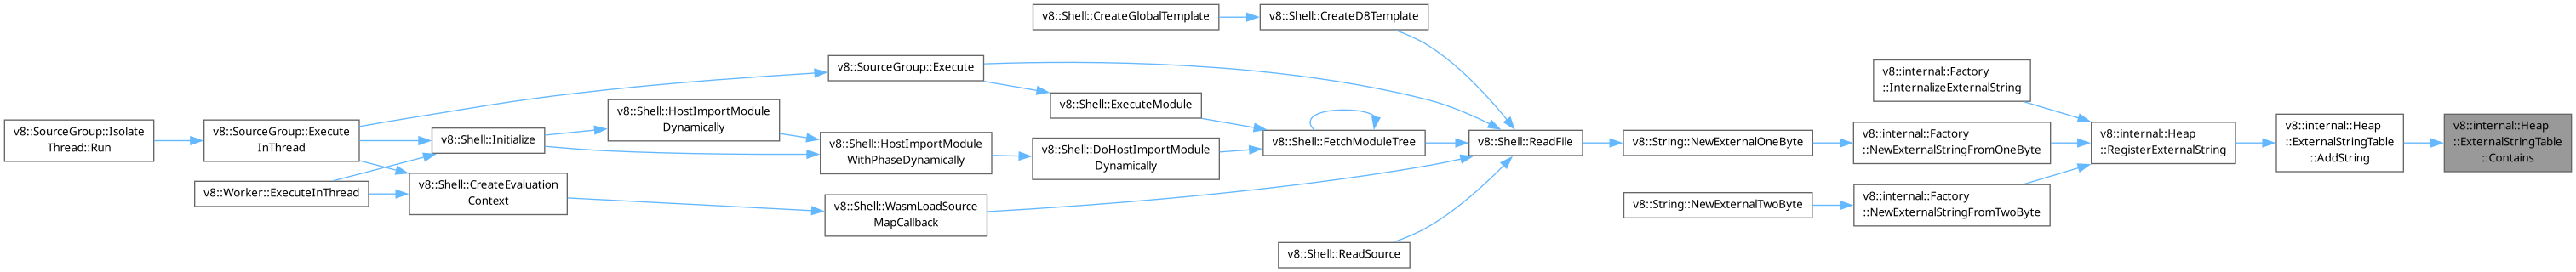 v8::SourceGroup::Isolate
Thread::Run
v8::SourceGroup::Execute
InThread
v8::Worker::ExecuteInThread
v8::Shell::Initialize
v8::Shell::CreateEvaluation
Context
v8::Shell::HostImportModule
Dynamically
v8::SourceGroup::Execute
v8::Shell::HostImportModule
WithPhaseDynamically
v8::Shell::WasmLoadSource
MapCallback
v8::Shell::CreateGlobalTemplate
v8::Shell::ExecuteModule
v8::Shell::DoHostImportModule
Dynamically
v8::Shell::CreateD8Template
v8::Shell::FetchModuleTree
v8::Shell::ReadSource
v8::Shell::ReadFile
v8::String::NewExternalOneByte
v8::String::NewExternalTwoByte
v8::internal::Factory
::InternalizeExternalString
v8::internal::Factory
::NewExternalStringFromOneByte
v8::internal::Factory
::NewExternalStringFromTwoByte
v8::internal::Heap
::RegisterExternalString
v8::internal::Heap
::ExternalStringTable
::AddString
v8::internal::Heap
::ExternalStringTable
::Contains